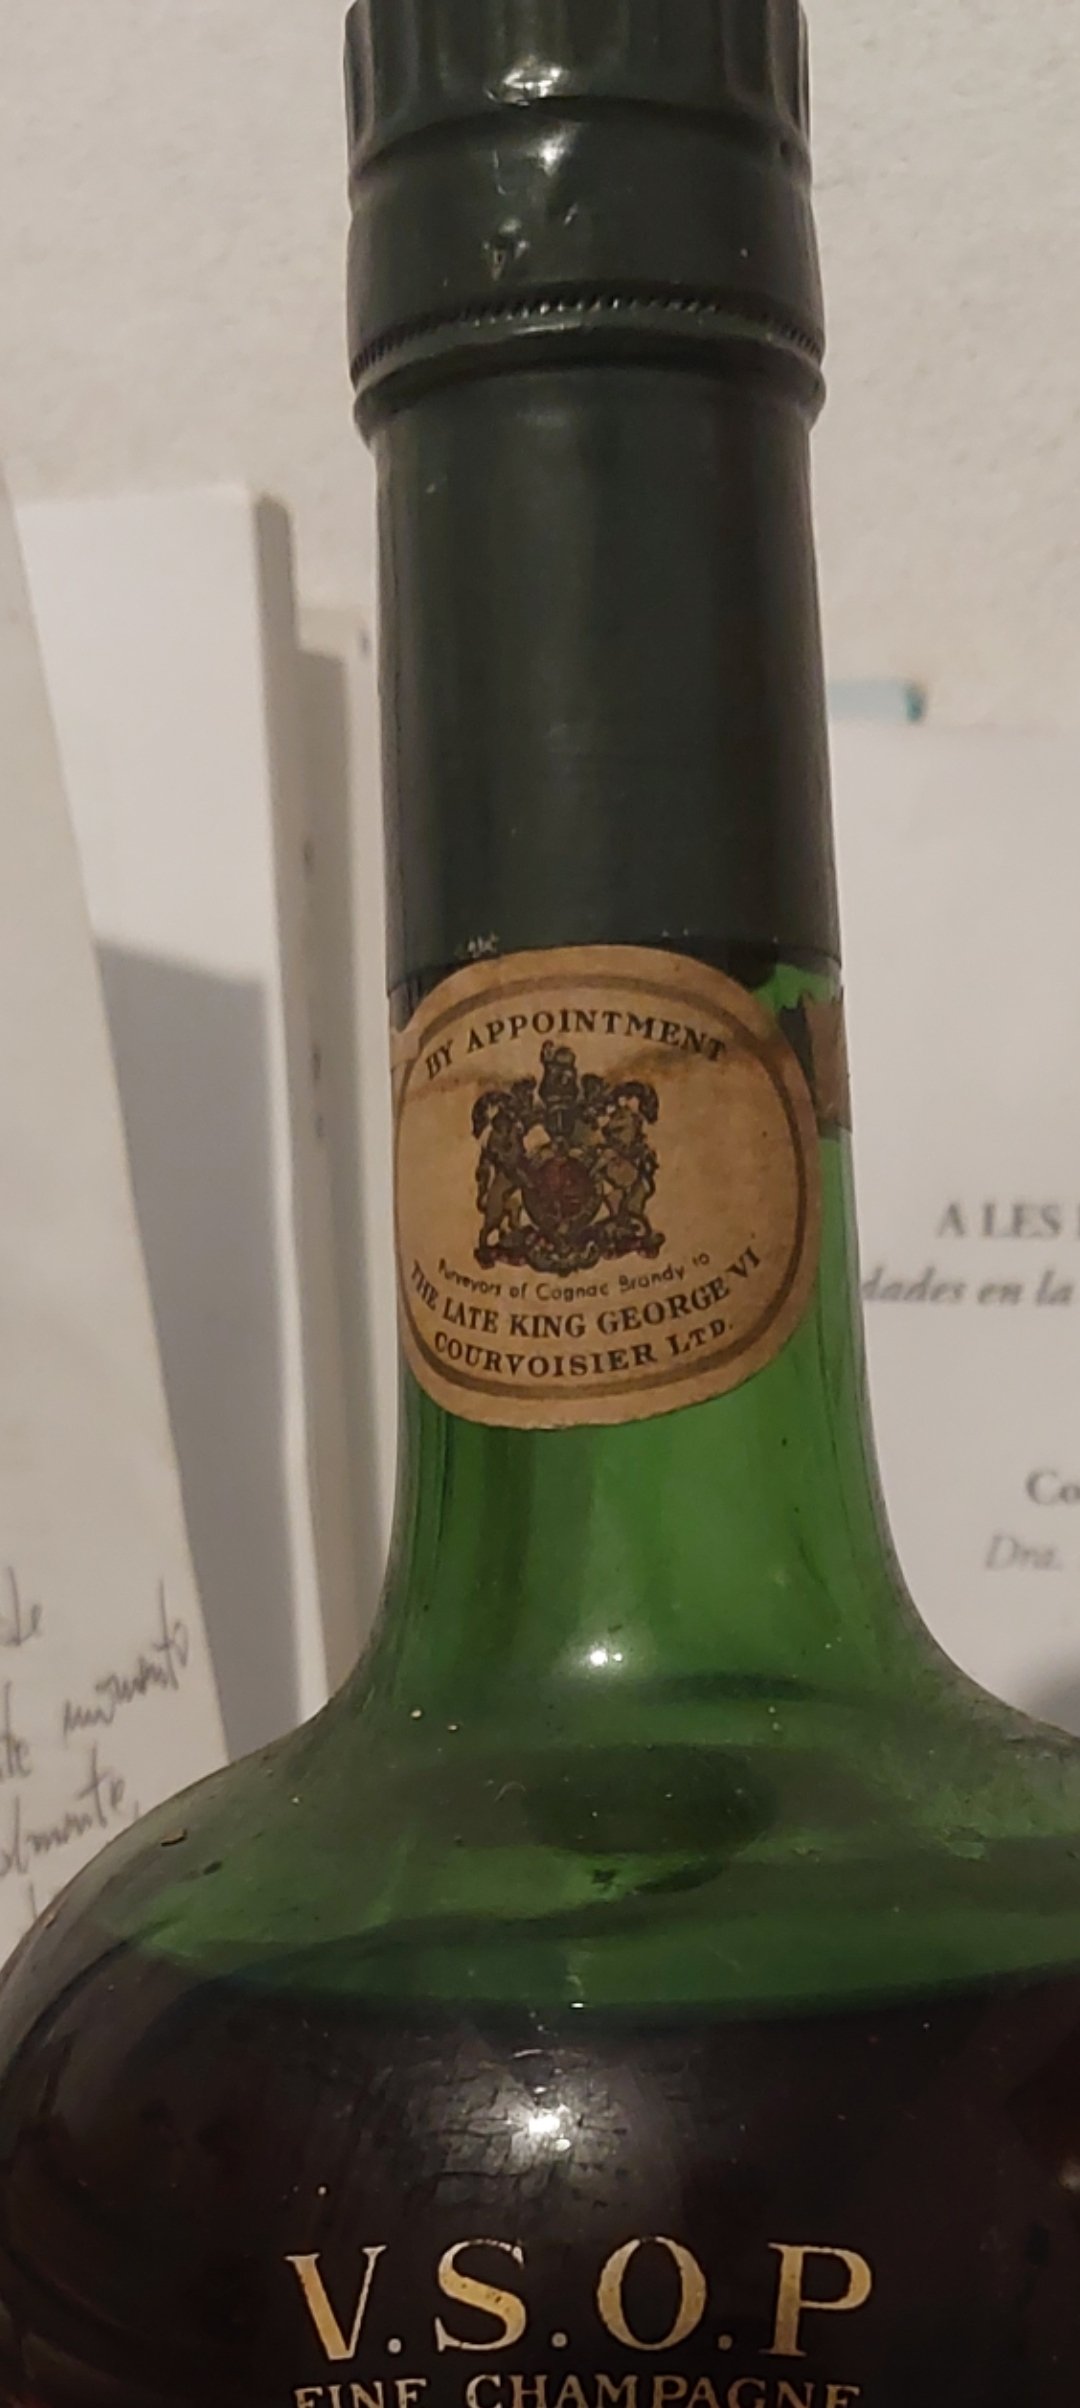 BY APPOINTMENT
Purveyors of Cognac Brandy to
THE LATE KING GEORGE VI
COURVOISIER LTD.
V.S.O.P
FINE CHAMPAGNE
A LES
dades en la
Co
Dra.